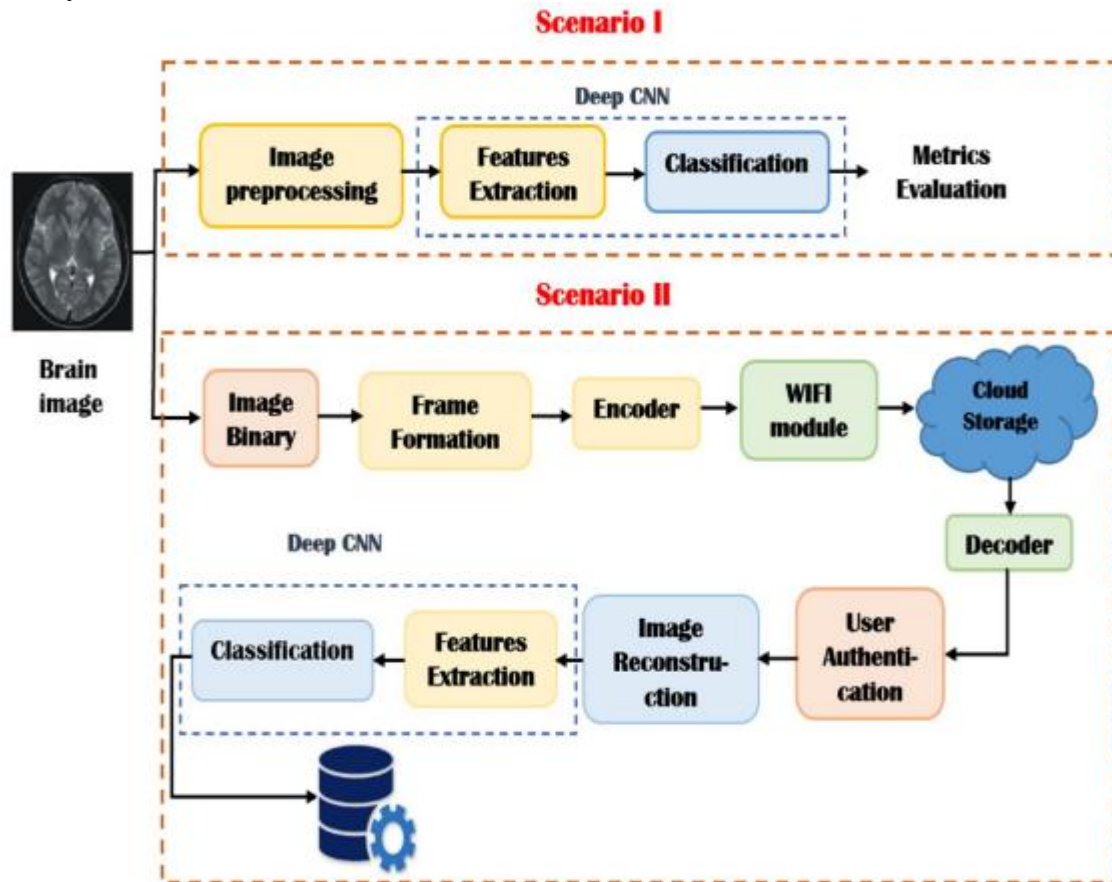 Scenario I
Deep CNN
Image
preprocessing
Features
Extraction
Classification
Metrics
Evaluation
Brain
image
Scenario II
Image
Binary
Frame
Formation
Encoder
WIFI
module
Cloud
Storage
Decoder
User
Authenti-
cation
Image
Reconstru-
ction
Deep CNN
Features
Extraction
Classification